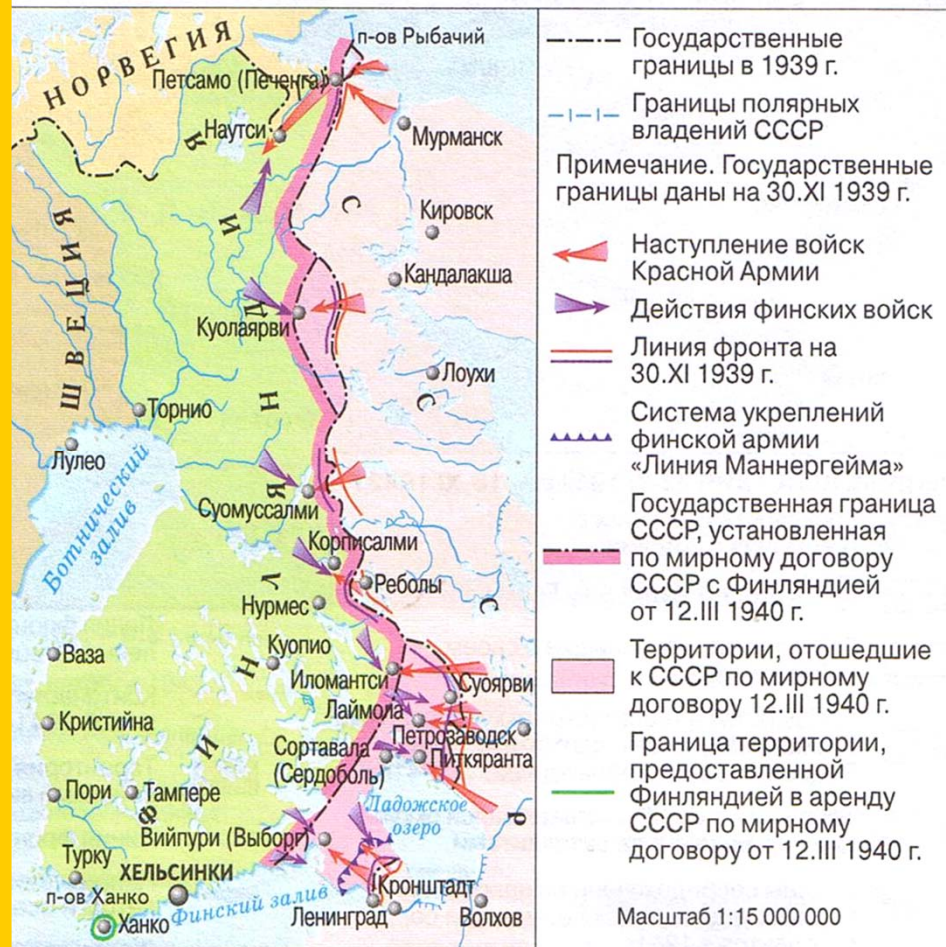 п-ов Рыбачий
НОРВЕГИЯ
Петсамо (Печенга)
Наутси
Мурманск
Кировск
Кандалакша
ШВЕЦИЯ
Куолаярви
Лоухи
Торнио
Лулео
Ботнический
залив
Суомуссалми
Корписалми
Реболы
Нурмес
ФИНЛЯНДИЯ
СССР
Куопио
Ваза
Иломантси
Суоярви
Лаймола
Кристийна
Петрозаводск
Сортавала
(Сердоболь)
Питкяранта
Пори
Тампере
Ладожское
озеро
Вийпури (Выборг)
Турку
ХЕЛЬСИНКИ
п-ов Ханко
Ханко
Финский залив
Кронштадт
Ленинград
Волхов
Государственные
границы в 1939 г.
Границы полярных
владений СССР
Примечание. Государственные
границы даны на 30.XI 1939 г.
Наступление войск
Красной Армии
Действия финских войск
Линия фронта на
30.XI 1939 г.
Система укреплений
финской армии
«Линия Маннергейма»
Государственная граница
СССР, установленная
по мирному договору
СССР с Финляндией
от 12.III 1940 г.
Территории, отошедшие
к СССР по мирному
договору 12.III 1940 г.
Граница территории,
предоставленной
Финляндией в аренду
СССР по мирному
договору от 12.III 1940 г.
Масштаб 1:15 000 000